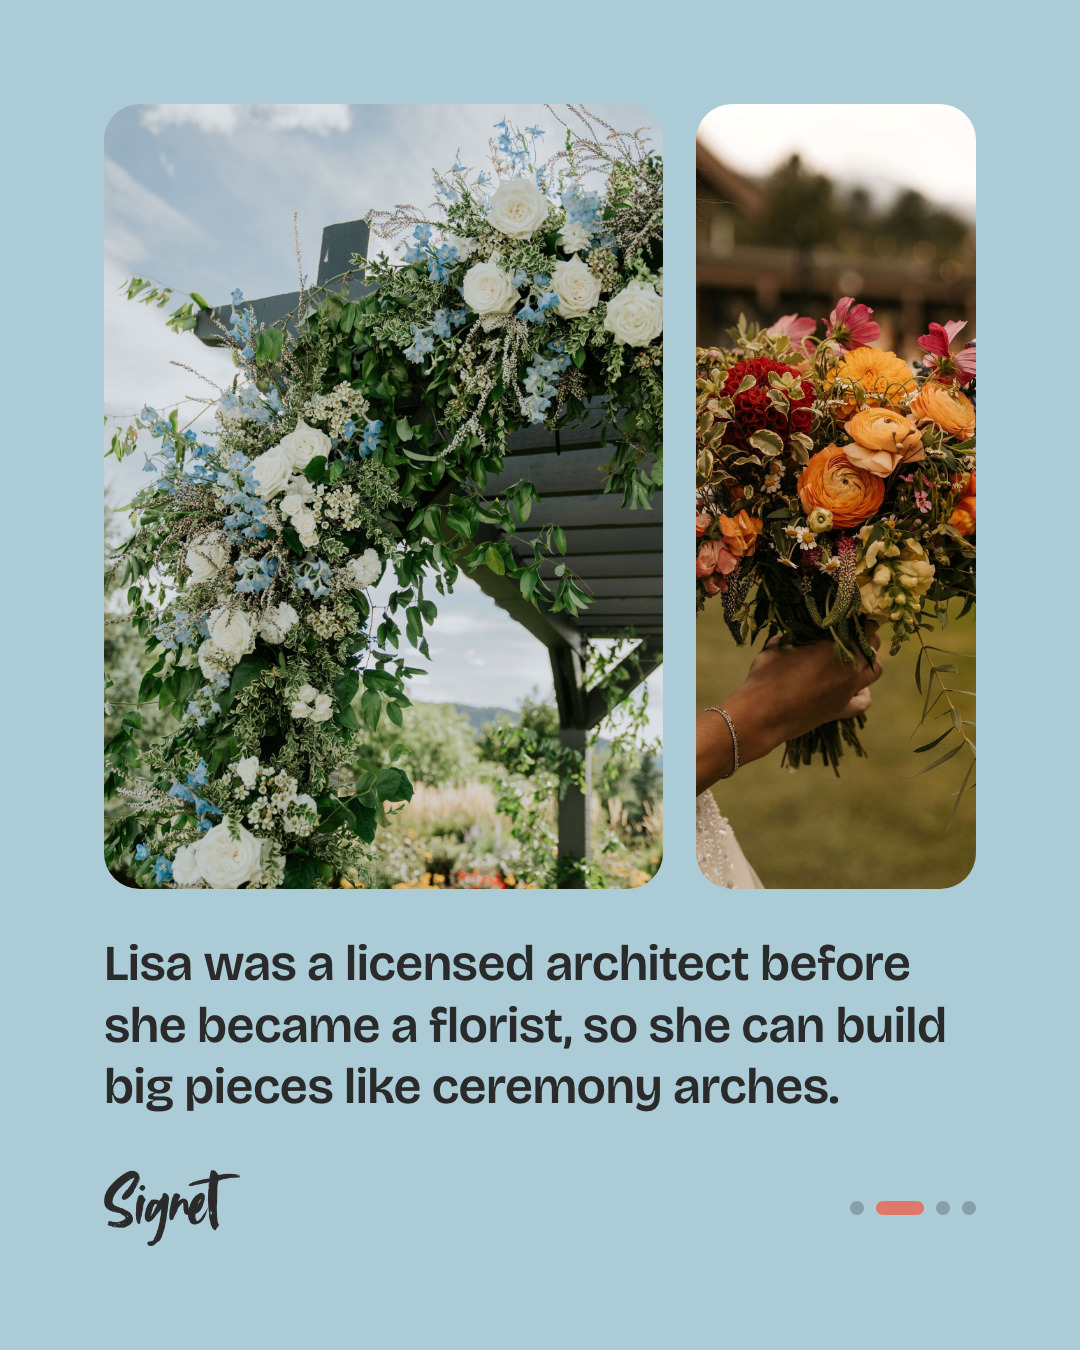 Lisa was a licensed architect before
she became a florist, so she can build
big pieces like ceremony arches.
Signet